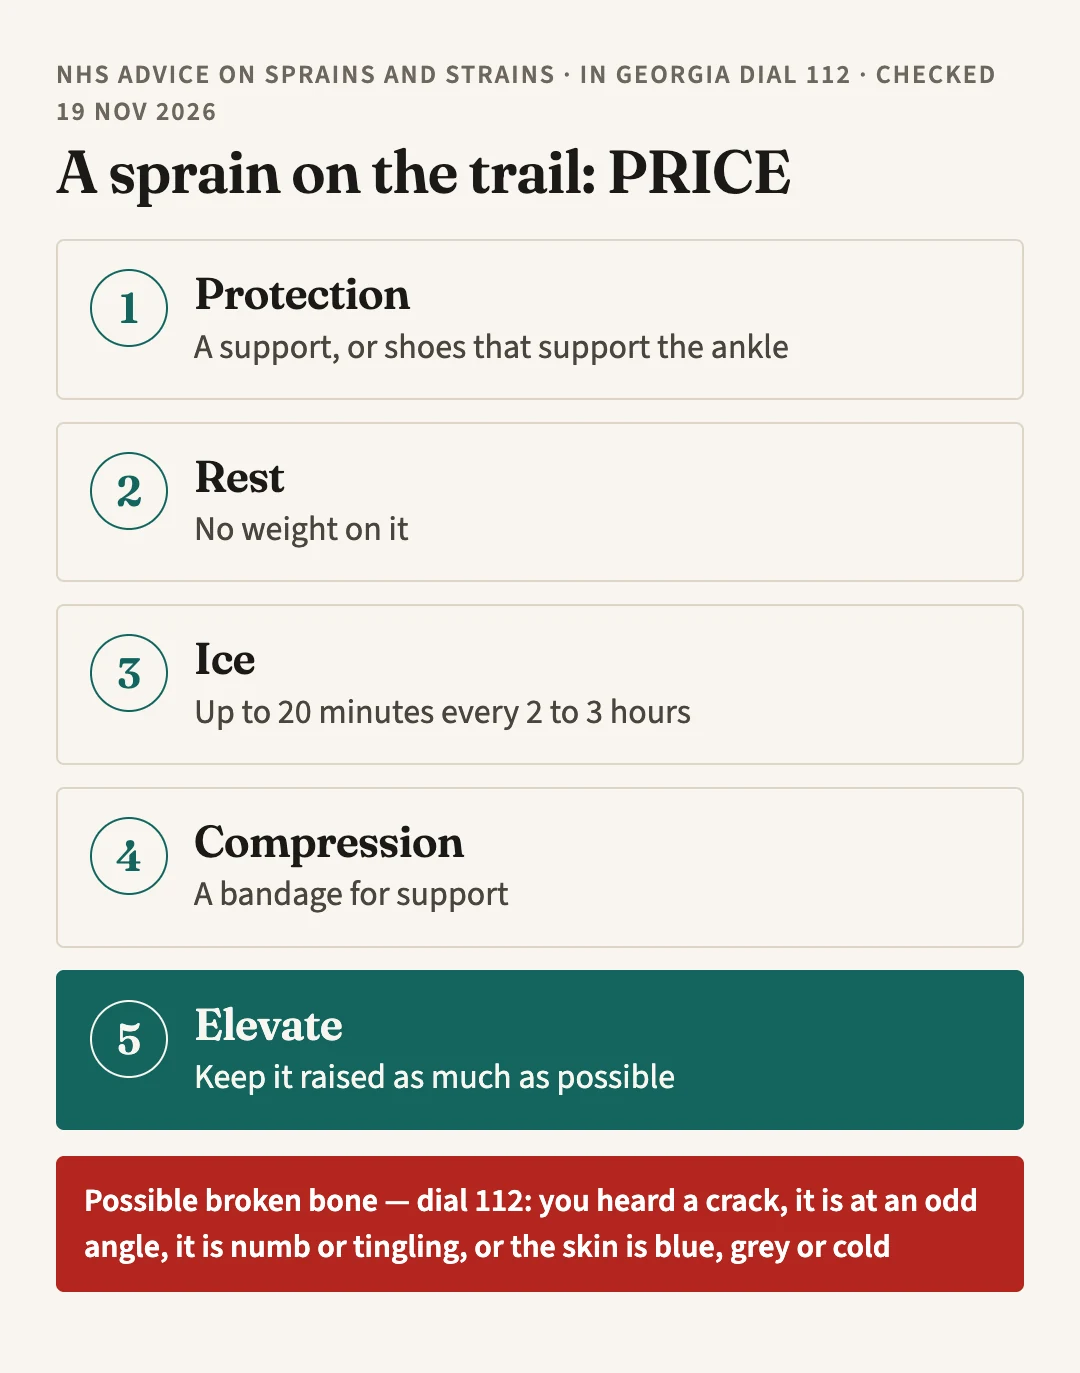 NHS ADVICE ON SPRAINS AND STRAINS · IN GEORGIA DIAL 112 · CHECKED
19 NOV 2026
A sprain on the trail: PRICE
1
Protection
A support, or shoes that support the ankle
2
Rest
No weight on it
3
Ice
Up to 20 minutes every 2 to 3 hours
4
Compression
A bandage for support
5
Elevate
Keep it raised as much as possible
Possible broken bone — dial 112: you heard a crack, it is at an odd
angle, it is numb or tingling, or the skin is blue, grey or cold